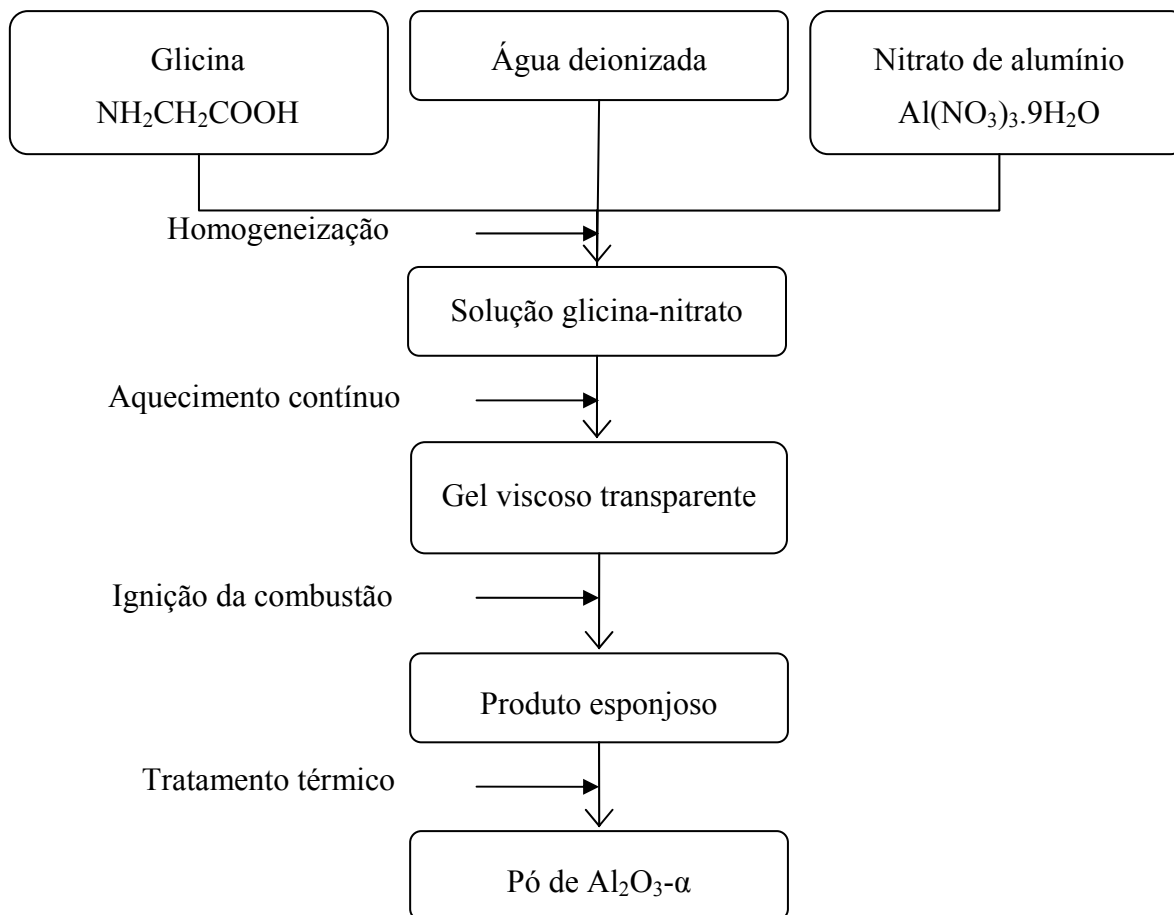 Glicina
NH₂CH₂COOH
Água deionizada
Nitrato de alumínio
Al(NO₃)₃.9H₂O
Homogeneização
Solução glicina-nitrato
Aquecimento contínuo
Gel viscoso transparente
Ignição da combustão
Produto esponjoso
Tratamento térmico
Pó de Al₂O₃-α